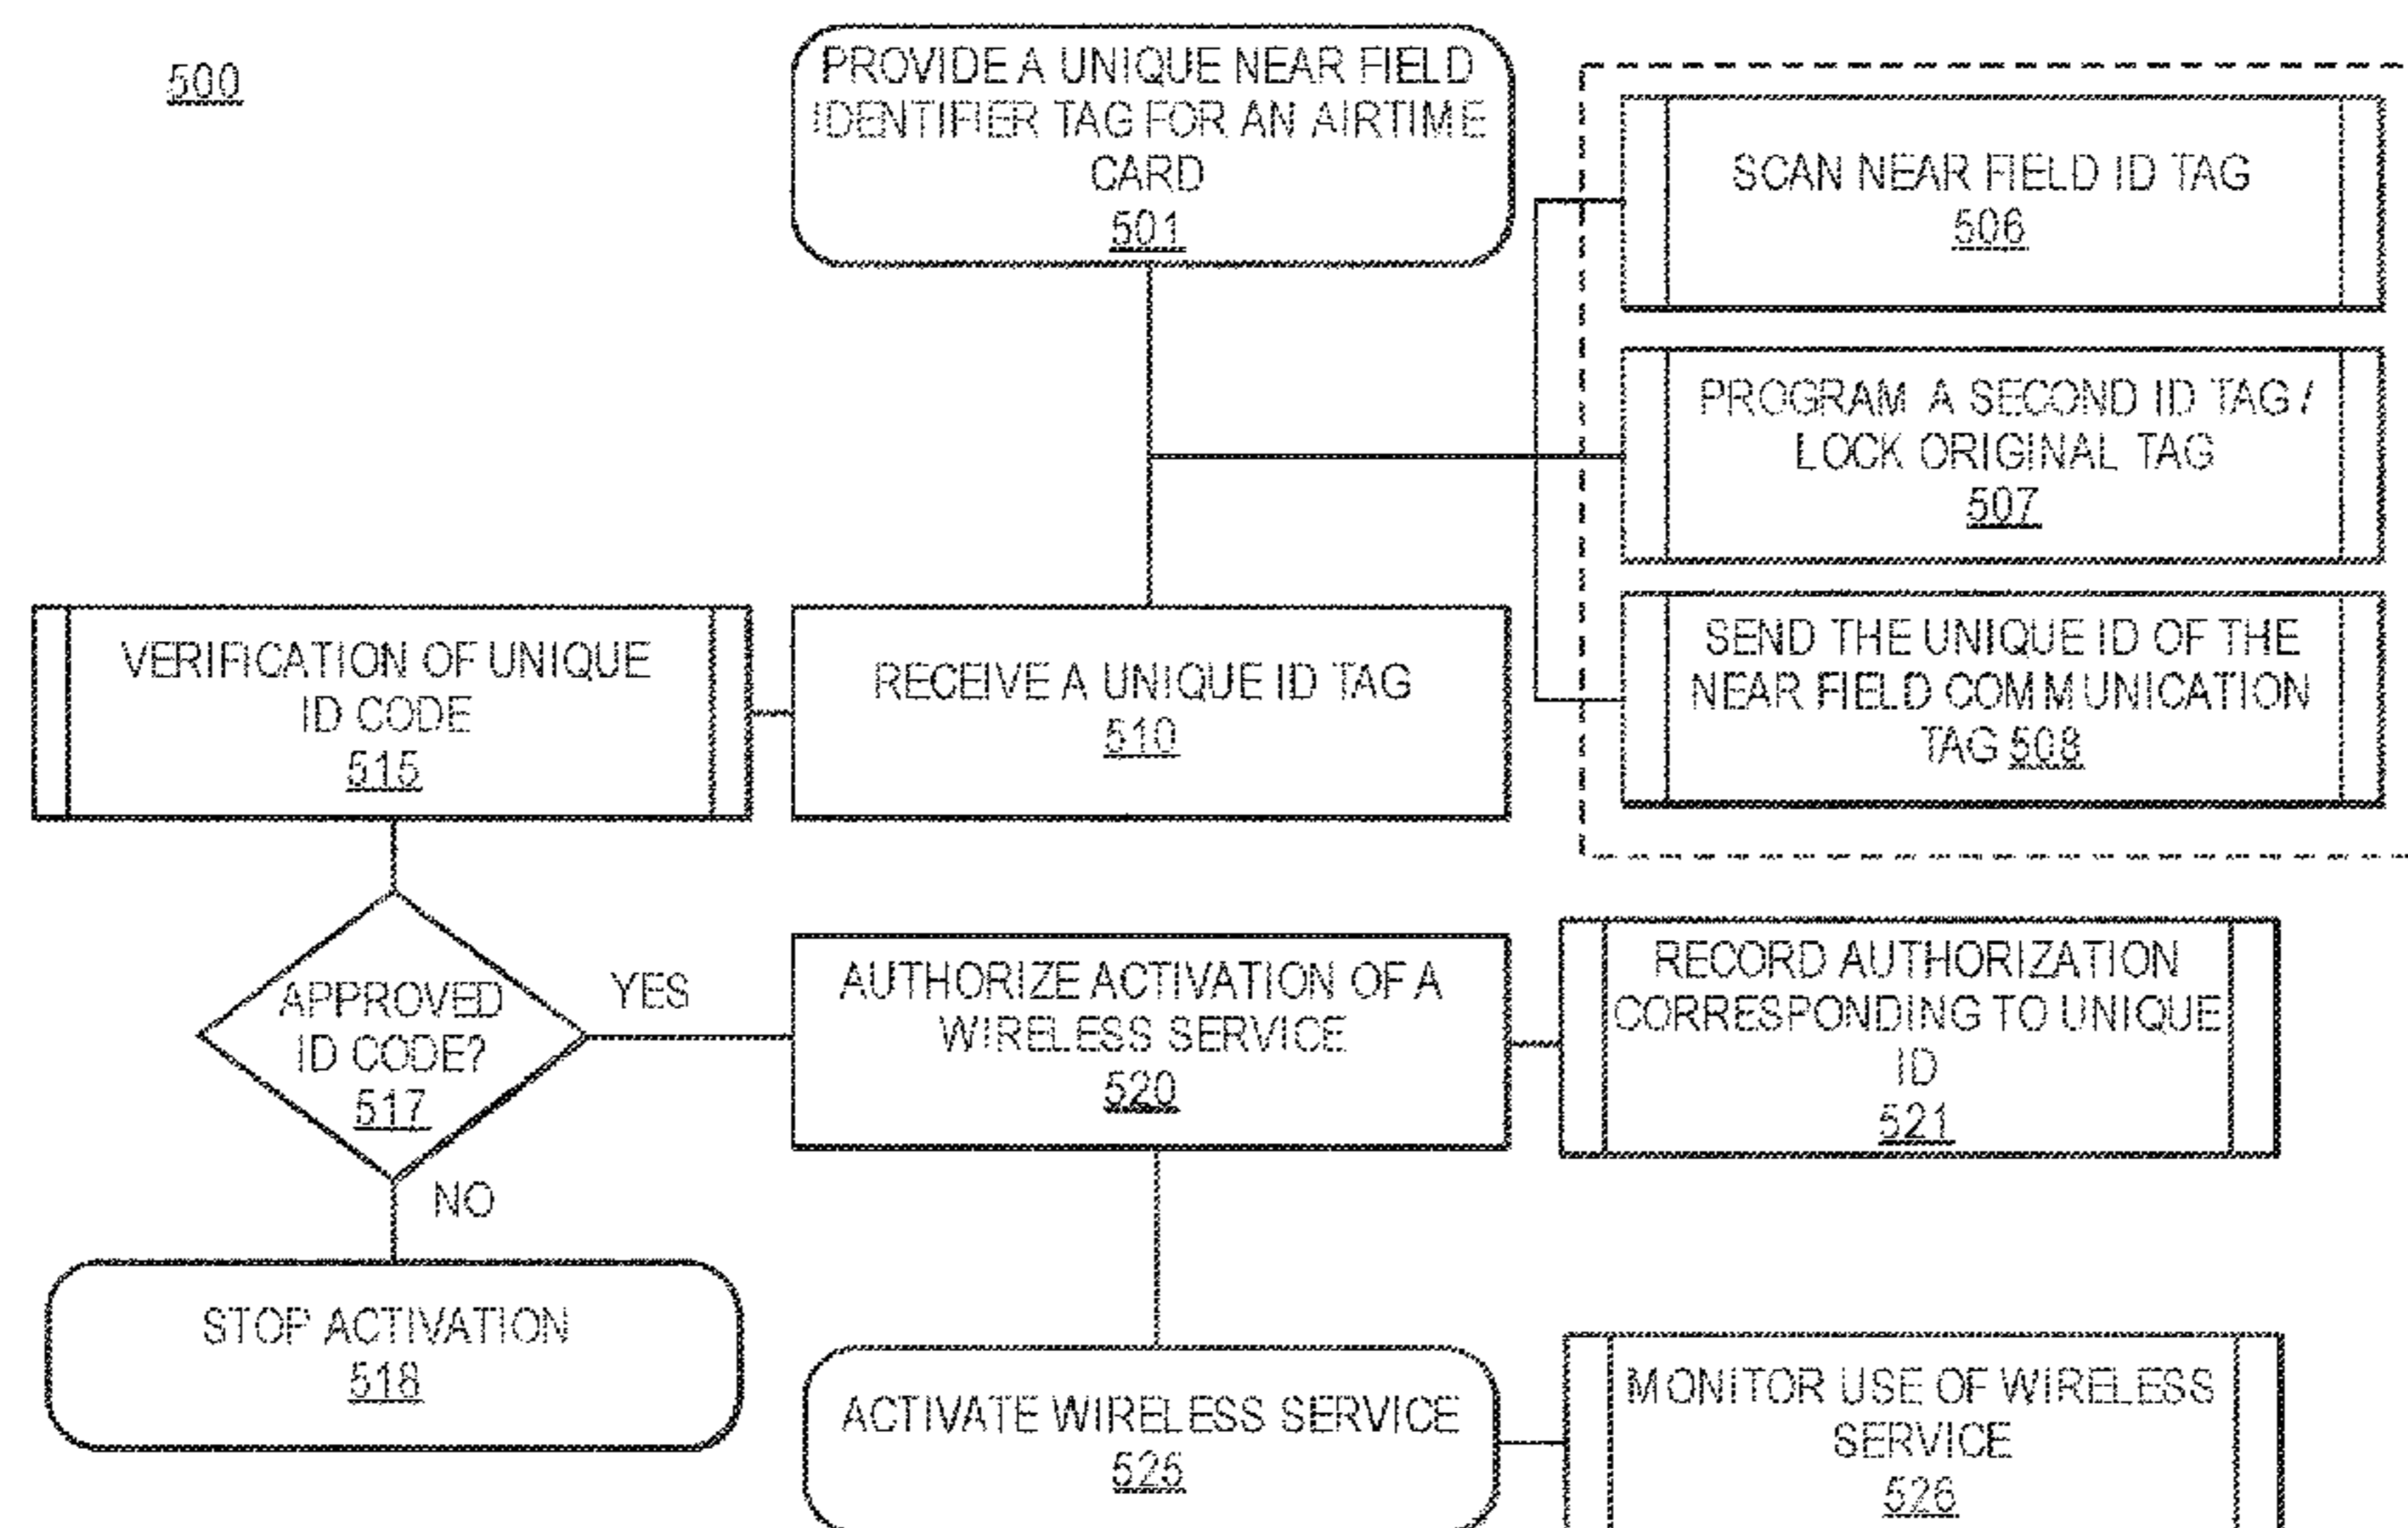 500
PROVIDE A UNIQUE NEAR FIELD
IDENTIFIER TAG FOR AN AIRTIME
CARD
501
SCAN NEAR FIELD ID TAG
506
PROGRAM A SECOND ID TAG /
LOCK ORIGINAL TAG
507
SEND THE UNIQUE ID OF THE
NEAR FIELD COMMUNICATION
TAG 508
VERIFICATION OF UNIQUE
ID CODE
515
RECEIVE A UNIQUE ID TAG
510
APPROVED
ID CODE?
517
YES
NO
AUTHORIZE ACTIVATION OF A
WIRELESS SERVICE
520
RECORD AUTHORIZATION
CORRESPONDING TO UNIQUE
ID
521
STOP ACTIVATION
518
ACTIVATE WIRELESS SERVICE
525
MONITOR USE OF WIRELESS
SERVICE
526